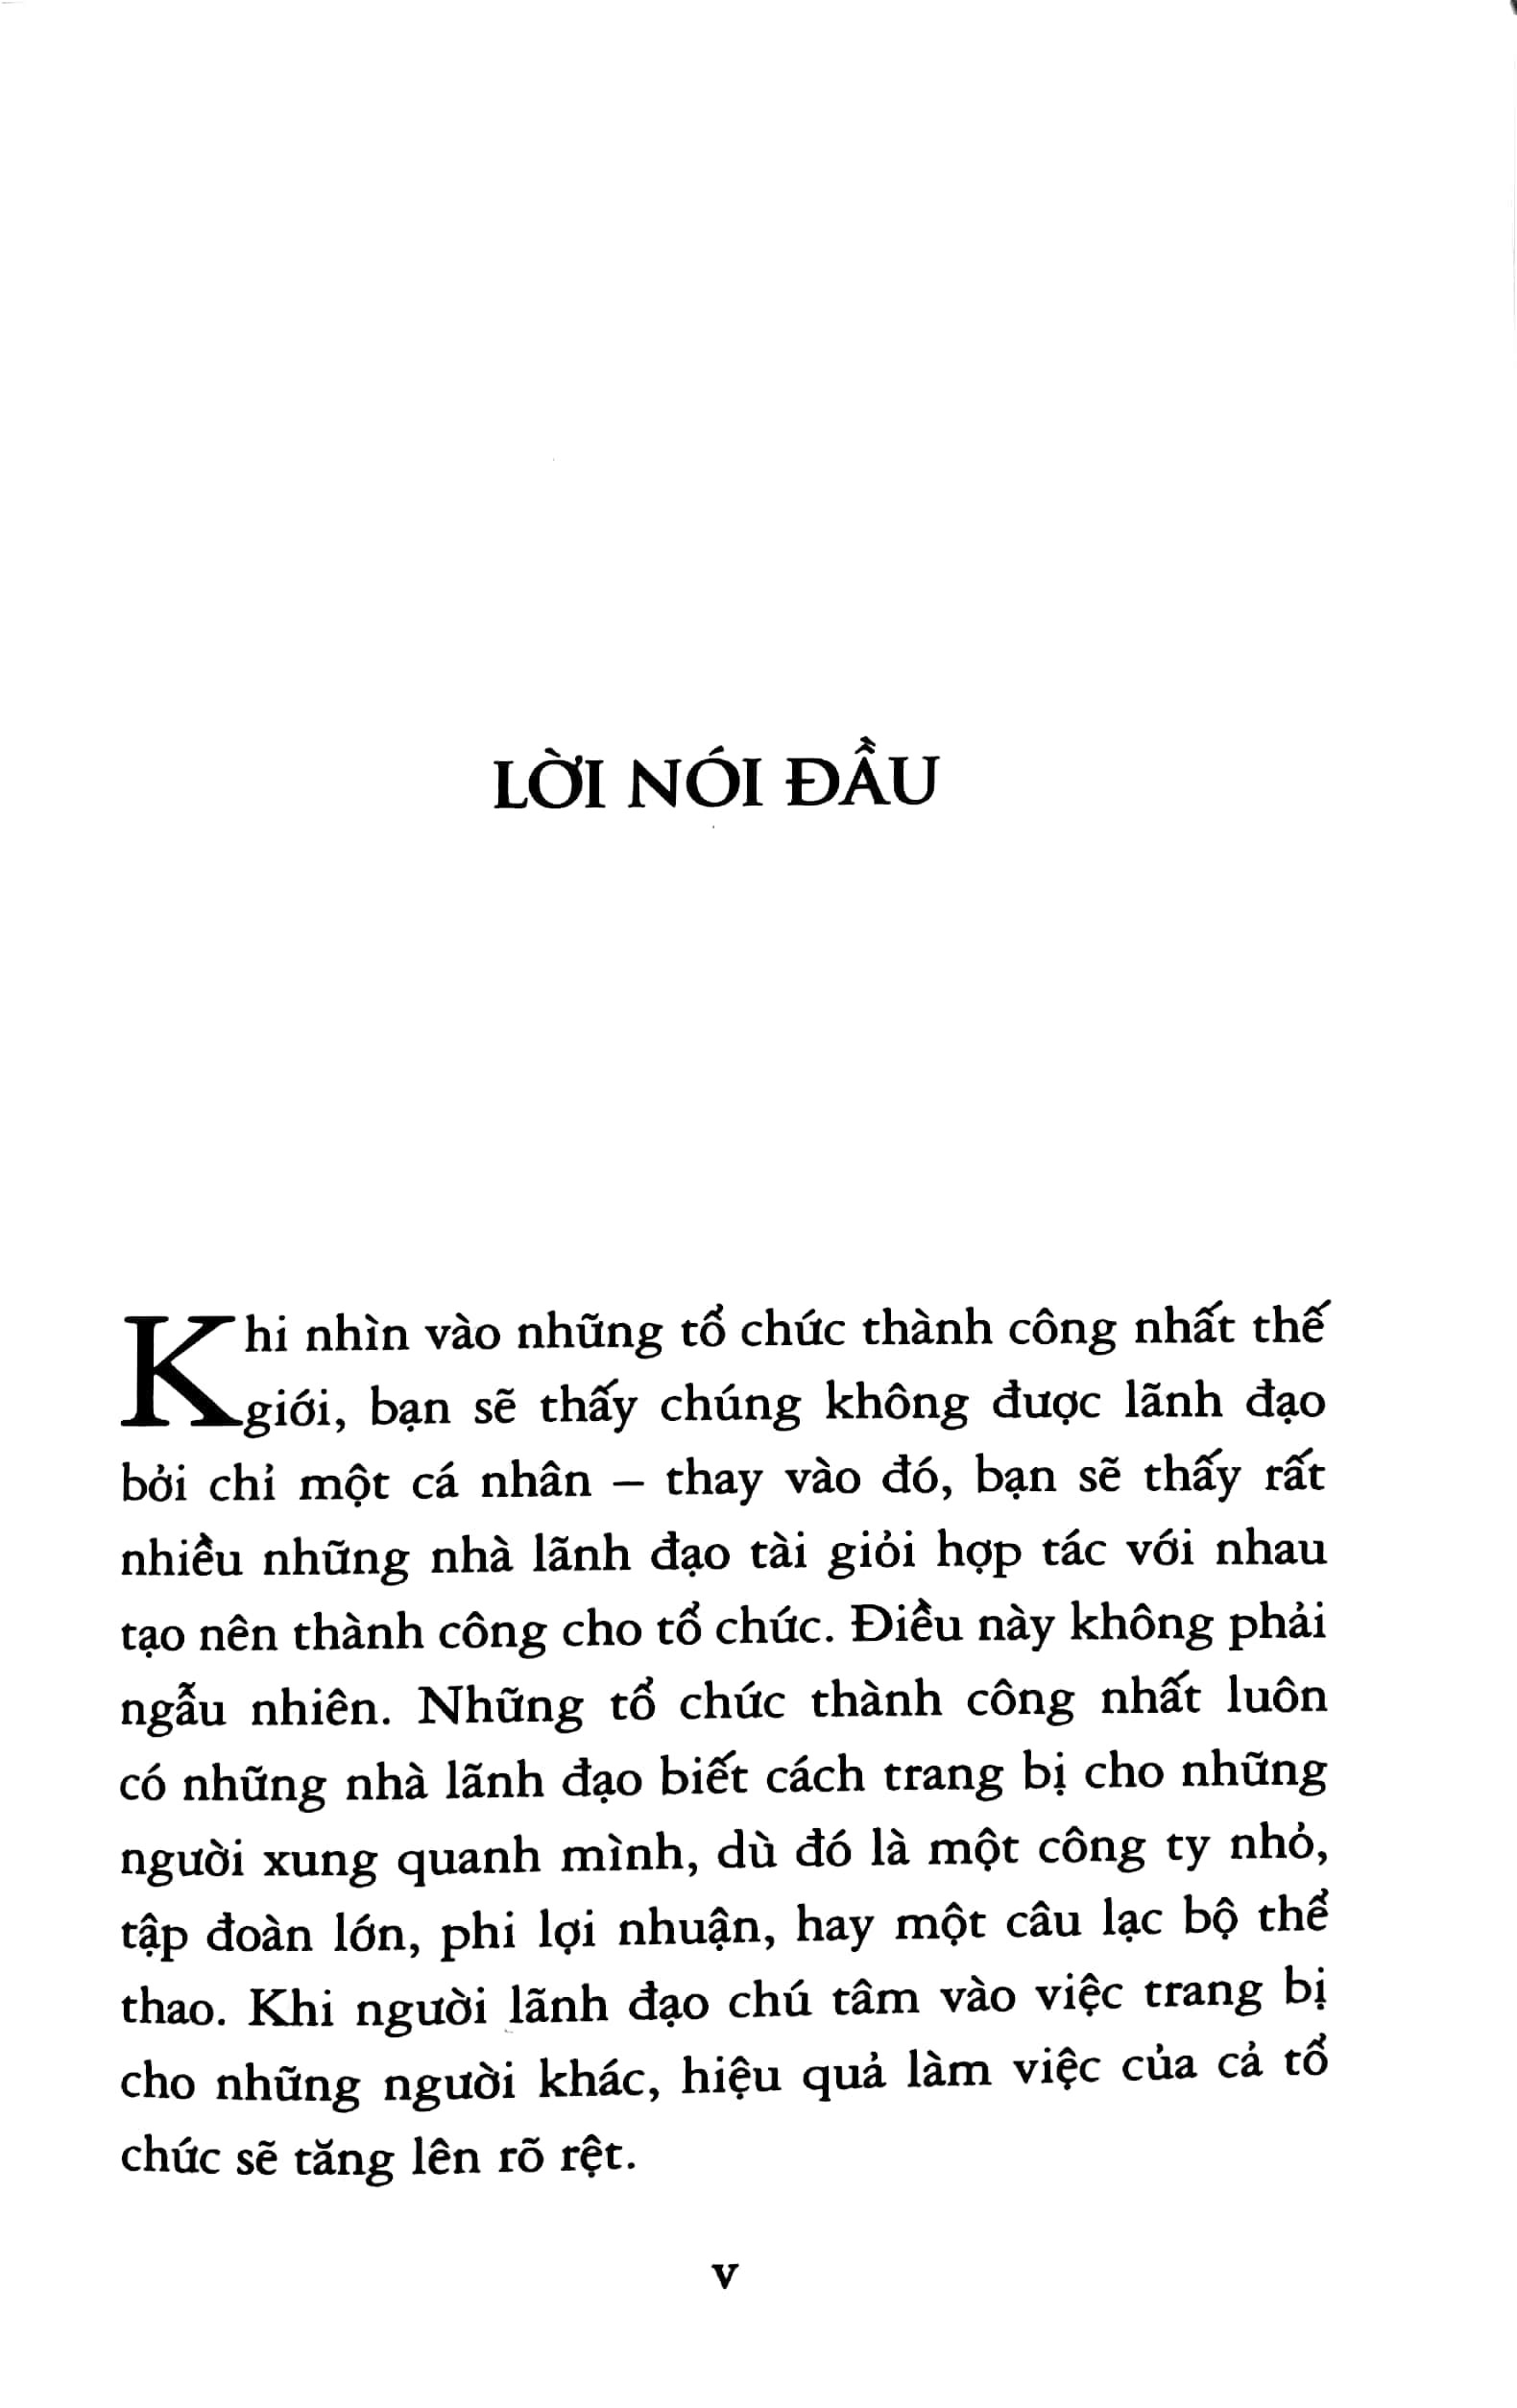 LỜI NÓI ĐẦU
Khi nhìn vào những tổ chức thành công nhất thế
giới, bạn sẽ thấy chúng không được lãnh đạo
bởi chỉ một cá nhân – thay vào đó, bạn sẽ thấy rất
nhiều những nhà lãnh đạo tài giỏi hợp tác với nhau
tạo nên thành công cho tổ chức. Điều này không phải
ngẫu nhiên. Những tổ chức thành công nhất luôn
có những nhà lãnh đạo biết cách trang bị cho những
người xung quanh mình, dù đó là một công ty nhỏ,
tập đoàn lớn, phi lợi nhuận, hay một câu lạc bộ thể
thao. Khi người lãnh đạo chú tâm vào việc trang bị
cho những người khác, hiệu quả làm việc của cả tổ
chức sẽ tăng lên rõ rệt.
v